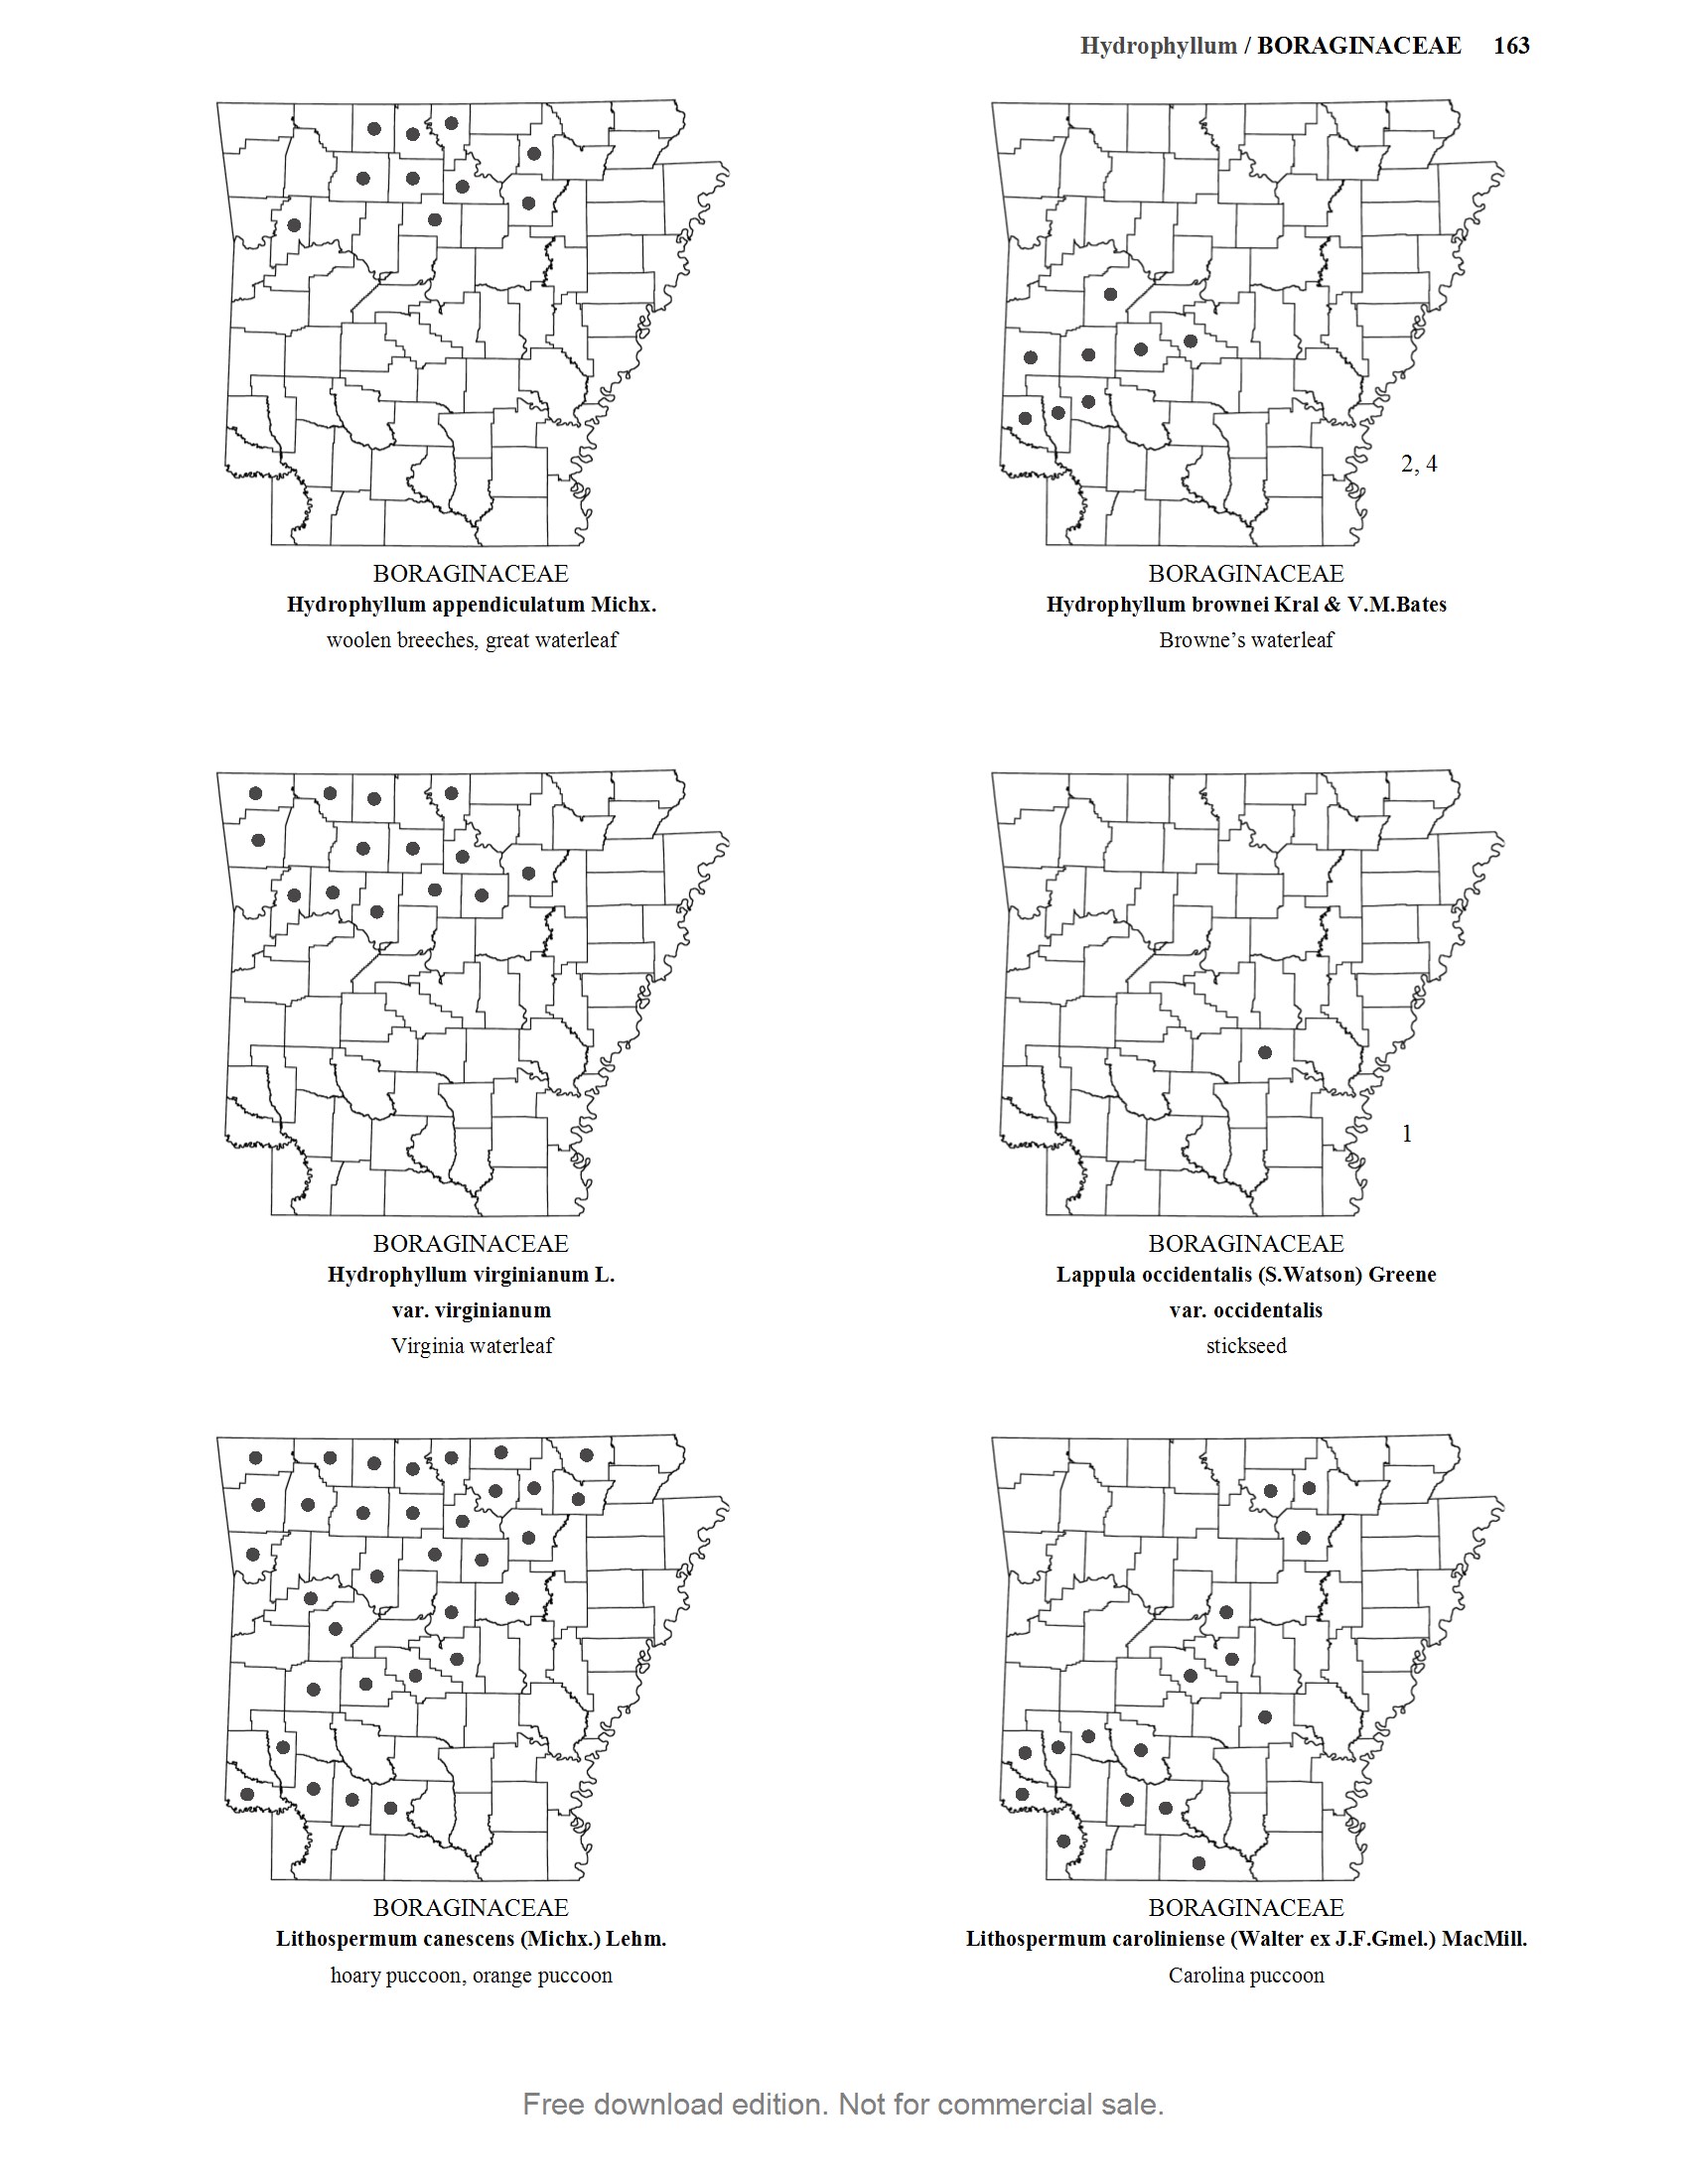 Hydrophyllum / BORAGINACEAE 163
2, 4
BORAGINACEAE
Hydrophyllum appendiculatum Michx.
woolen breeches, great waterleaf
BORAGINACEAE
Hydrophyllum brownei Kral & V.M.Bates
Browne’s waterleaf
1
BORAGINACEAE
Hydrophyllum virginianum L.
var. virginianum
Virginia waterleaf
BORAGINACEAE
Lappula occidentalis (S.Watson) Greene
var. occidentalis
stickseed
BORAGINACEAE
Lithospermum canescens (Michx.) Lehm.
hoary puccoon, orange puccoon
BORAGINACEAE
Lithospermum caroliniense (Walter ex J.F.Gmel.) MacMill.
Carolina puccoon
Free download edition. Not for commercial sale.